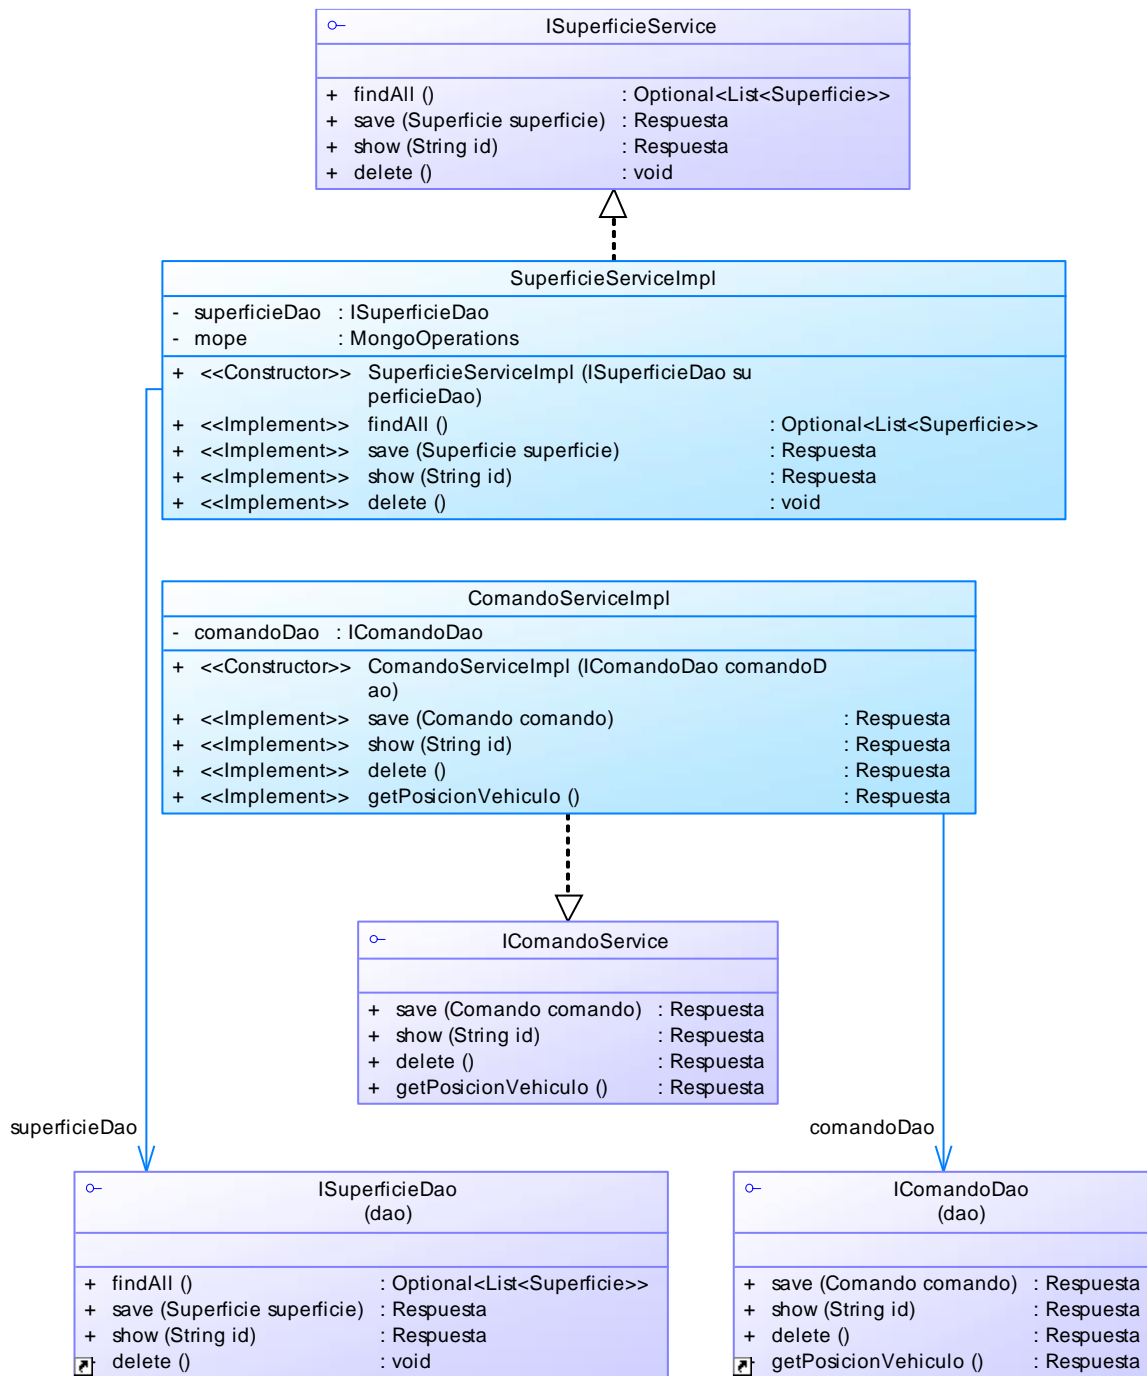 ISuperficieService
+ findAll () : Optional<List<Superficie>>
+ save (Superficie superficie) : Respuesta
+ show (String id) : Respuesta
+ delete () : void
SuperficieServiceImpl
- superficieDao : ISuperficieDao
- mope : MongoOperations
+ <<Constructor>> SuperficieServiceImpl (ISuperficieDao su
perficieDao)
+ <<Implement>> findAll () : Optional<List<Superficie>>
+ <<Implement>> save (Superficie superficie) : Respuesta
+ <<Implement>> show (String id) : Respuesta
+ <<Implement>> delete () : void
ComandoServiceImpl
- comandoDao : IComandoDao
+ <<Constructor>> ComandoServiceImpl (IComandoDao comandoD
ao)
+ <<Implement>> save (Comando comando) : Respuesta
+ <<Implement>> show (String id) : Respuesta
+ <<Implement>> delete () : Respuesta
+ <<Implement>> getPosicionVehiculo () : Respuesta
IComandoService
+ save (Comando comando) : Respuesta
+ show (String id) : Respuesta
+ delete () : Respuesta
+ getPosicionVehiculo () : Respuesta
superficieDao
comandoDao
ISuperficieDao
(dao)
+ findAll () : Optional<List<Superficie>>
+ save (Superficie superficie) : Respuesta
+ show (String id) : Respuesta
delete () : void
IComandoDao
(dao)
+ save (Comando comando) : Respuesta
+ show (String id) : Respuesta
+ delete () : Respuesta
getPosicionVehiculo () : Respuesta